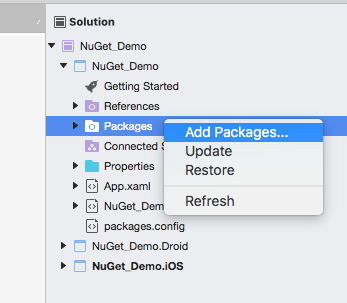 Solution
NuGet_Demo
NuGet_Demo
Getting Started
References
Packages
Add Packages...
Connected S
Update
Restore
Properties
App.xaml
Refresh
NuGet_Dem
packages.config
NuGet_Demo.Droid
NuGet_Demo.iOS